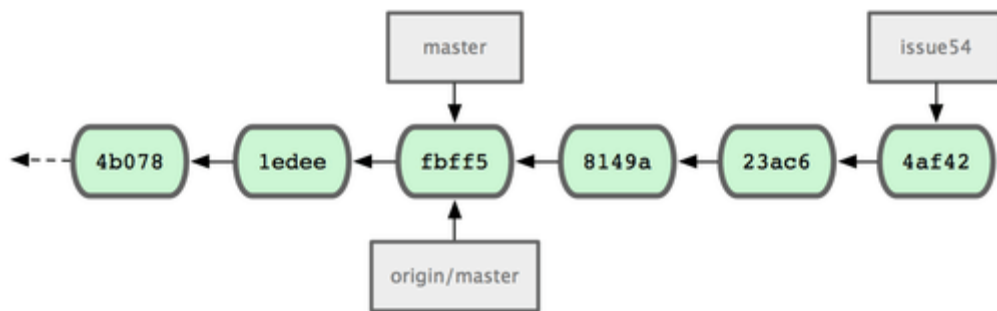 master
issue54
4b078
1edee
fbff5
8149a
23ac6
4af42
origin/master